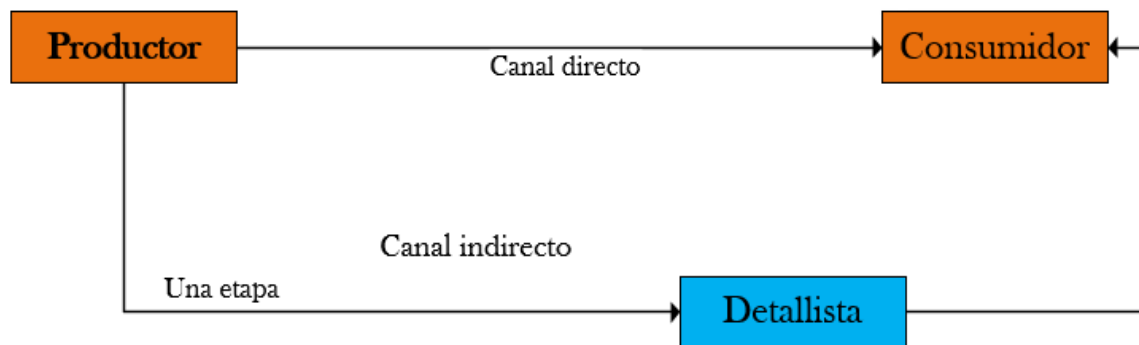 Productor
Consumidor
Canal directo
Canal indirecto
Una etapa
Detallista